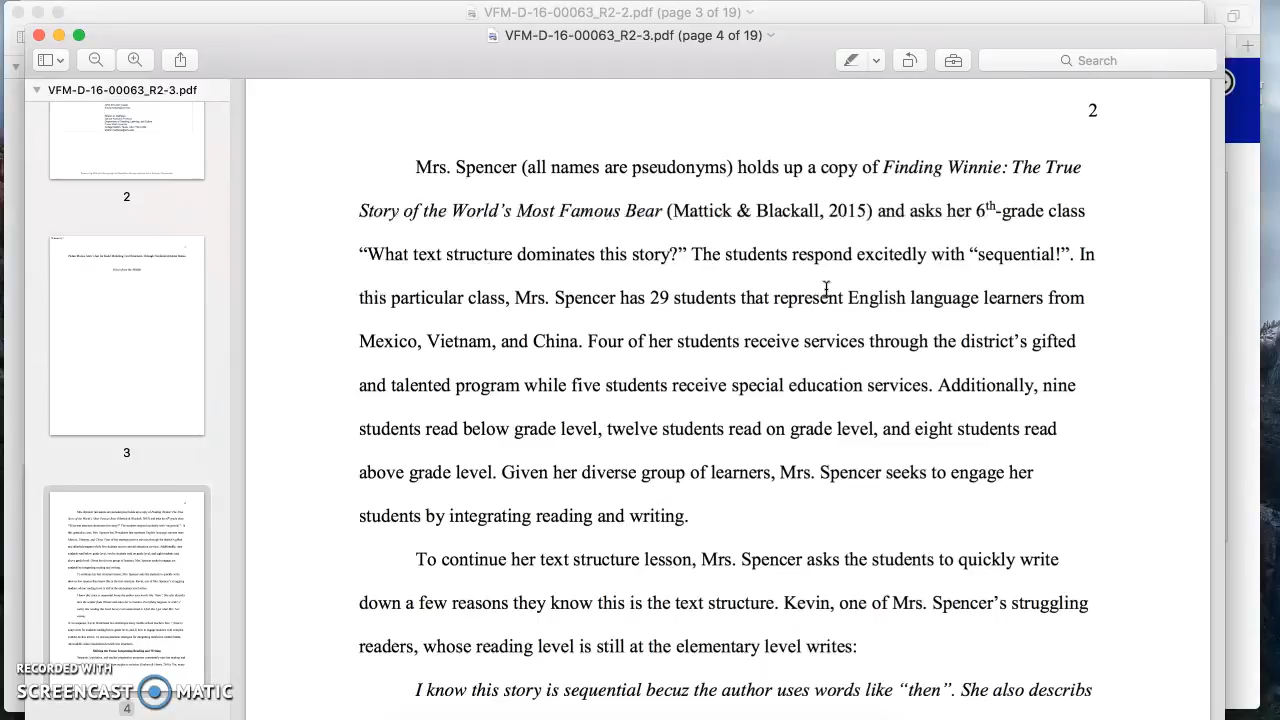 VFM-D-16-00063_R2-2.pdf (page 3 of 19)
VFM-D-16-00063_R2-3.pdf (page 4 of 19)
Search
VFM-D-16-00063_R2-3.pdf
2
3
4
2
Mrs. Spencer (all names are pseudonyms) holds up a copy of Finding Winnie: The True
Story of the World’s Most Famous Bear (Mattick & Blackall, 2015) and asks her 6th-grade class
“What text structure describes this story?” The students respond excitedly with “sequential!”. In
this particular class, Mrs. Spencer has 29 students that represent English language learners from
Mexico, Vietnam, and China. Four of her students receive services through the district’s gifted
and talented program while five students receive special education services. Additionally, nine
students read below grade level, twelve students read on grade level, and eight students read
above grade level. Given her diverse group of learners, Mrs. Spencer seeks to engage her
students by integrating reading and writing.
To continue her text structure lesson, Mrs. Spencer asks the students to quickly write
down a few reasons they know this is the text structure. Kevin, one of Mrs. Spencer’s struggling
readers, whose reading level is still at the elementary level writes:
I know this story is sequential becuz the author uses words like “then”. She also describs
RECORDED WITH
SCREENCAST MATIC